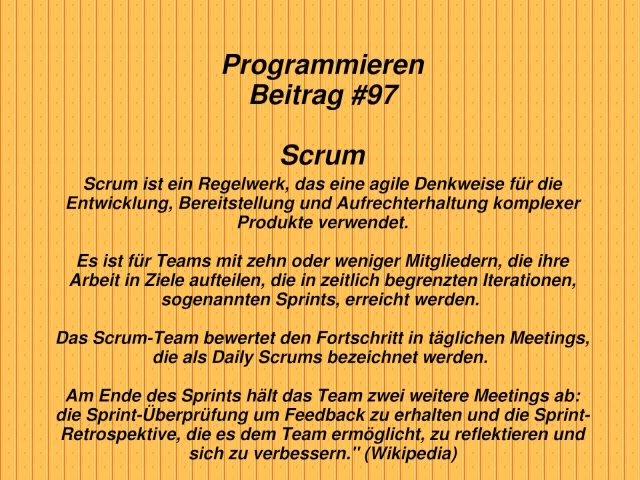 Programmieren
Beitrag #97
Scrum
Scrum ist ein Regelwerk, das eine agile Denkweise für die
Entwicklung, Bereitstellung und Aufrechterhaltung komplexer
Produkte verwendet.
Es ist für Teams mit zehn oder weniger Mitgliedern, die ihre
Arbeit in Ziele aufteilen, die in zeitlich begrenzten Iterationen,
sogenannten Sprints, erreicht werden.
Das Scrum-Team bewertet den Fortschritt in täglichen Meetings,
die als Daily Scrums bezeichnet werden.
Am Ende des Sprints hält das Team zwei weitere Meetings ab:
die Sprint-Überprüfung um Feedback zu erhalten und die Sprint-
Retrospektive, die es dem Team ermöglicht, zu reflektieren und
sich zu verbessern." (Wikipedia)